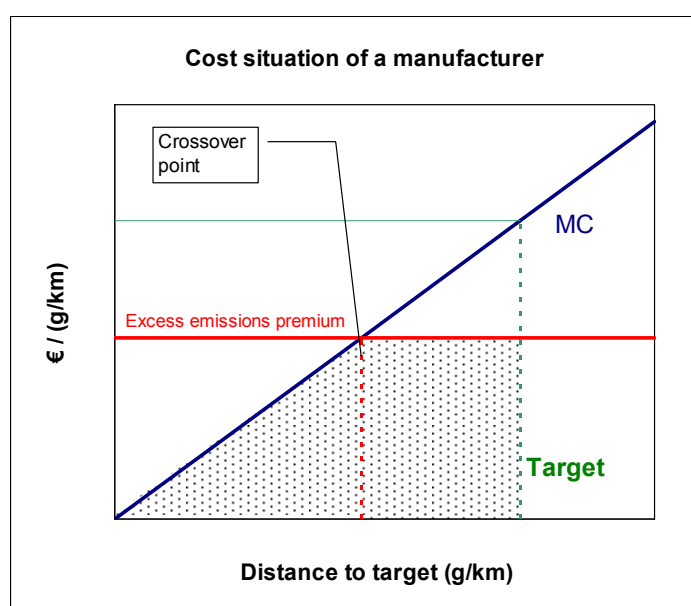 Cost situation of a manufacturer
Crossover
point
MC
€ / (g/km)
Excess emissions premium
Target
Distance to target (g/km)